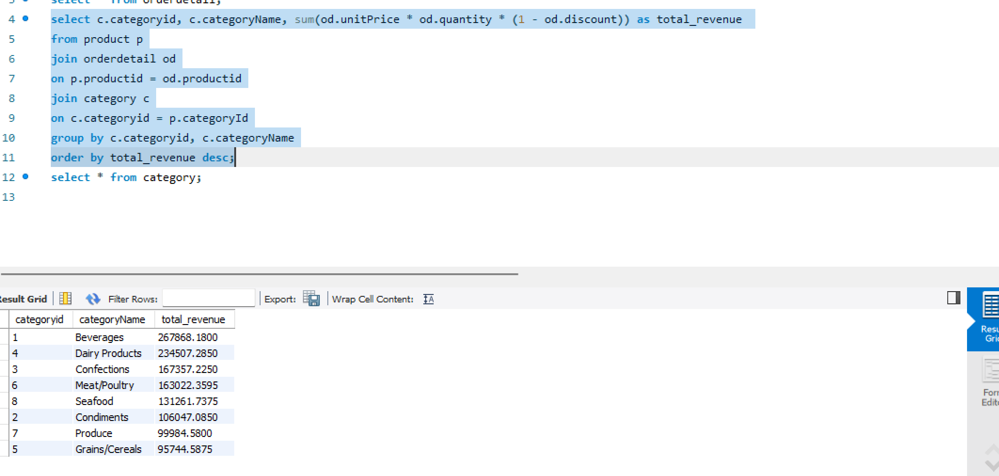 3 select * from orderdetail;
4 select c.categoryid, c.categoryName, sum(od.unitPrice * od.quantity * (1 - od.discount)) as total_revenue
5 from product p
6 join orderdetail od
7 on p.productid = od.productid
8 join category c
9 on c.categoryid = p.categoryId
10 group by c.categoryid, c.categoryName
11 order by total_revenue desc;
12 select * from category;
13
esult Grid Filter Rows: Export: Wrap Cell Content: IA
categoryid categoryName total_revenue
1 Beverages 267868.1800
4 Dairy Products 234507.2850
3 Confections 167357.2250
6 Meat/Poultry 163022.3595
8 Seafood 131261.7375
2 Condiments 106047.0850
7 Produce 99984.5800
5 Grains/Cereals 95744.5875
Resu
Gri
For
Edit